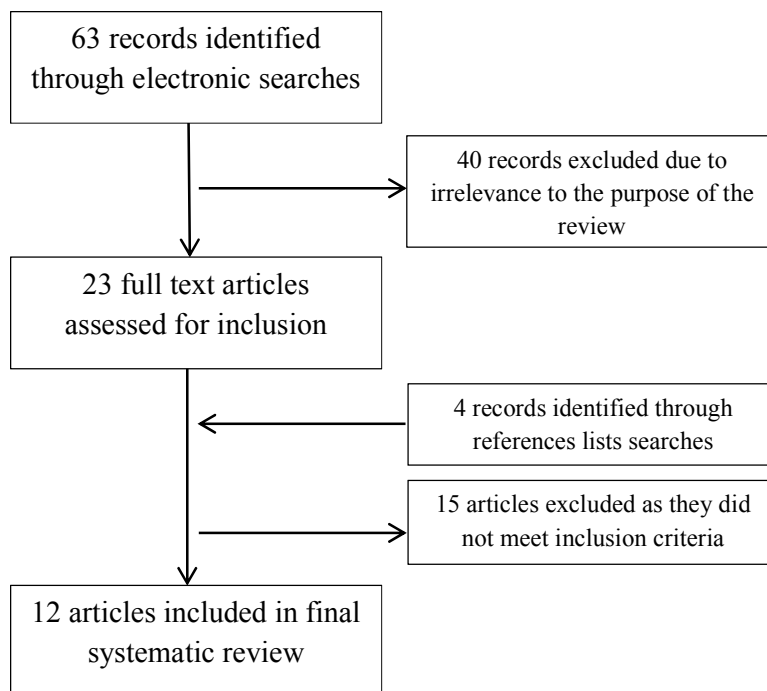 63 records identified
through electronic searches
40 records excluded due to
irrelevance to the purpose of the
review
23 full text articles
assessed for inclusion
4 records identified through
references lists searches
15 articles excluded as they did
not meet inclusion criteria
12 articles included in final
systematic review